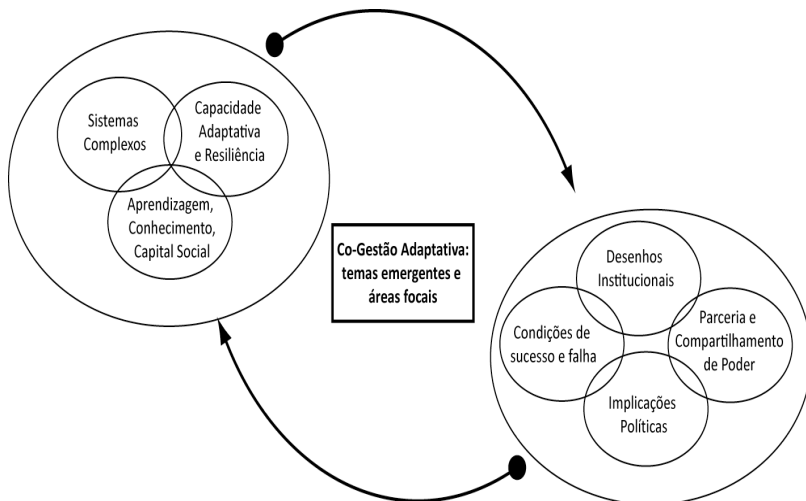 Sistemas
Complexos
Capacidade
Adaptativa
e Resiliência
Aprendizagem,
Conhecimento,
Capital Social
Co-Gestão Adaptativa:
temas emergentes e
áreas focais
Desenhos
Institucionais
Condições de
sucesso e falha
Parceria e
Compartilhamento
de Poder
Implicações
Políticas